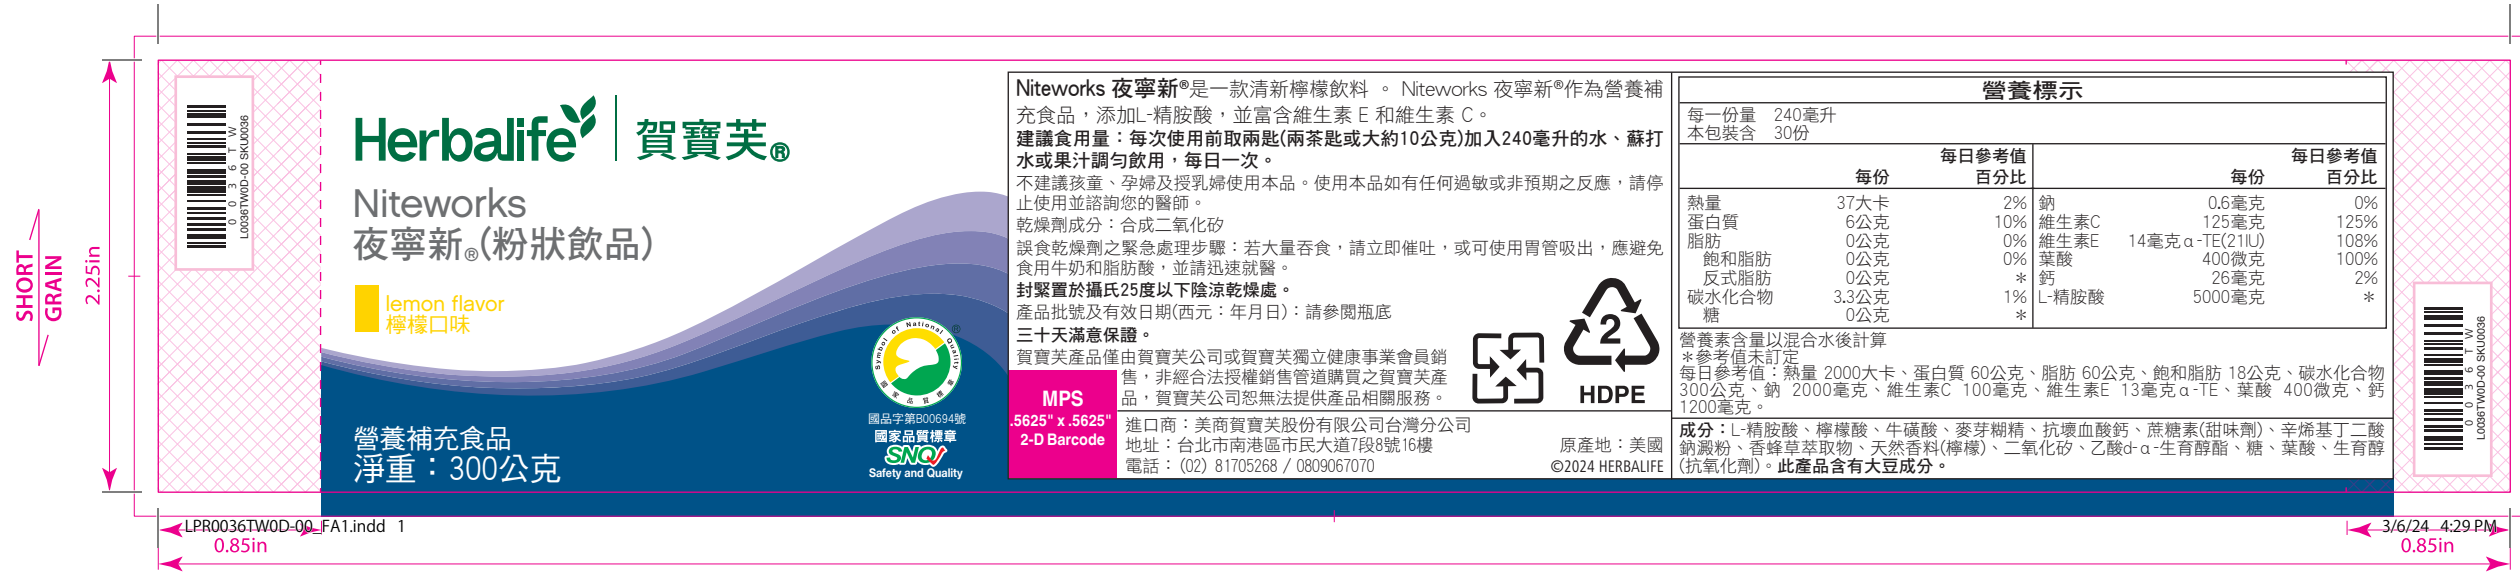 SHORT
GRAIN
2.25in
0036TW
L0036TW0D-00 SKU0036
Herbalife | 賀寶芙®
Niteworks
夜寧新®(粉狀飲品)
lemon flavor
檸檬口味
營養補充食品
淨重：300公克
Symbol of National Quality
國家品質標章
®
國品字第B00694號
國家品質標章
SNQ
Safety and Quality
Niteworks 夜寧新®是一款清新檸檬飲料 。 Niteworks 夜寧新®作為營養補
充食品，添加L-精胺酸，並富含維生素 E 和維生素 C。
建議食用量：每次使用前取兩匙(兩茶匙或大約10公克)加入240毫升的水、蘇打
水或果汁調勻飲用，每日一次。
不建議孩童、孕婦及授乳婦使用本品。使用本品如有任何過敏或非預期之反應，請停
止使用並諮詢您的醫師。
乾燥劑成分：合成二氧化矽
誤食乾燥劑之緊急處理步驟：若大量吞食，請立即催吐，或可使用胃管吸出，應避免
食用牛奶和脂肪酸，並請迅速就醫。
封緊置於攝氏25度以下陰涼乾燥處。
產品批號及有效日期(西元：年月日)：請參閱瓶底
三十天滿意保證。
賀寶芙產品僅由賀寶芙公司或賀寶芙獨立健康事業會員銷
售，非經合法授權銷售管道購買之賀寶芙產
品，賀寶芙公司恕無法提供產品相關服務。
MPS
.5625" x .5625"
2-D Barcode
進口商：美商賀寶芙股份有限公司台灣分公司
地址：台北市南港區市民大道7段8號16樓
電話：(02) 81705268 / 0809067070
2
HDPE
原產地：美國
©2024 HERBALIFE
營養標示
每一份量 240毫升
本包裝含 30份
每份 每日參考值百分比 每份 每日參考值百分比
熱量 37大卡 2% 鈉 0.6毫克 0%
蛋白質 6公克 10% 維生素C 125毫克 125%
脂肪 0公克 0% 維生素E 14毫克α-TE(21IU) 108%
飽和脂肪 0公克 0% 葉酸 400微克 100%
反式脂肪 0公克 ＊ 鈣 26毫克 2%
碳水化合物 3.3公克 1% L-精胺酸 5000毫克 ＊
糖 0公克 ＊
營養素含量以混合水後計算
＊參考值未訂定
每日參考值：熱量 2000大卡、蛋白質 60公克、脂肪 60公克、飽和脂肪 18公克、碳水化合物
300公克、鈉 2000毫克、維生素C 100毫克、維生素E 13毫克α-TE、葉酸 400微克、鈣
1200毫克。
成分：L-精胺酸、檸檬酸、牛磺酸、麥芽糊精、抗壞血酸鈣、蔗糖素(甜味劑)、辛烯基丁二酸
鈉澱粉、香蜂草萃取物、天然香料(檸檬)、二氧化矽、乙酸d-α-生育醇酯、糖、葉酸、生育醇
(抗氧化劑)。此產品含有大豆成分。
0036TW
L0036TW0D-00 SKU0036
LPR0036TW0D-00_FA1.indd 1
3/6/24 4:29 PM
0.85in
0.85in